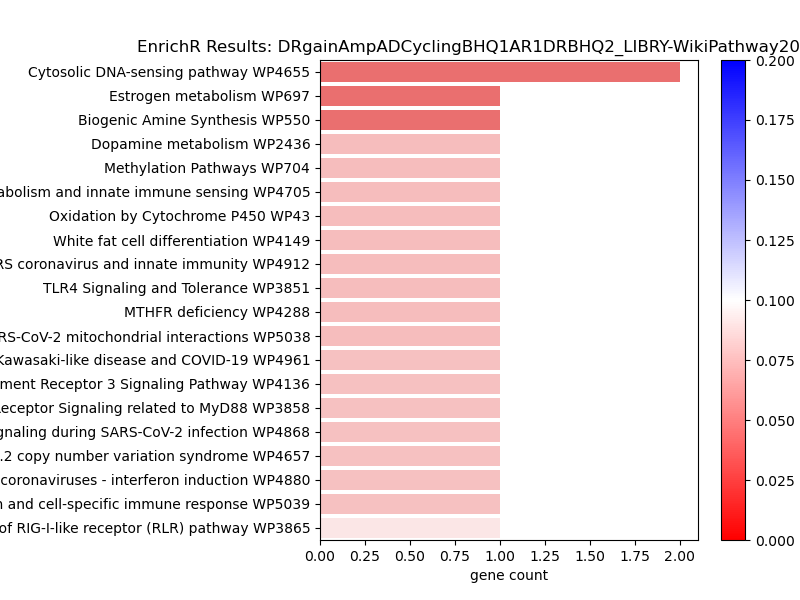 EnrichR Results: DRgainAmpADCyclingBHQ1AR1DRBHQ2_LIBRY-WikiPathway20
Cytosolic DNA-sensing pathway WP4655
Estrogen metabolism WP697
Biogenic Amine Synthesis WP550
Dopamine metabolism WP2436
Methylation Pathways WP704
abolism and innate immune sensing WP4705
Oxidation by Cytochrome P450 WP43
White fat cell differentiation WP4149
RS coronavirus and innate immunity WP4912
TLR4 Signaling and Tolerance WP3851
MTHFR deficiency WP4288
RS-CoV-2 mitochondrial interactions WP5038
Kawasaki-like disease and COVID-19 WP4961
ment Receptor 3 Signaling Pathway WP4136
eceptor Signaling related to MyD88 WP3858
gnaling during SARS-CoV-2 infection WP4868
.2 copy number variation syndrome WP4657
coronaviruses - interferon induction WP4880
n and cell-specific immune response WP5039
of RIG-I-like receptor (RLR) pathway WP3865
0.00 0.25 0.50 0.75 1.00 1.25 1.50 1.75 2.00
gene count
0.200
0.175
0.150
0.125
0.100
0.075
0.050
0.025
0.000